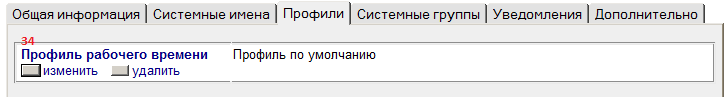 Общая информация Системные имена Профили Системные группы Уведомления Дополнительно
34
Профиль рабочего времени Профиль по умолчанию
изменить удалить